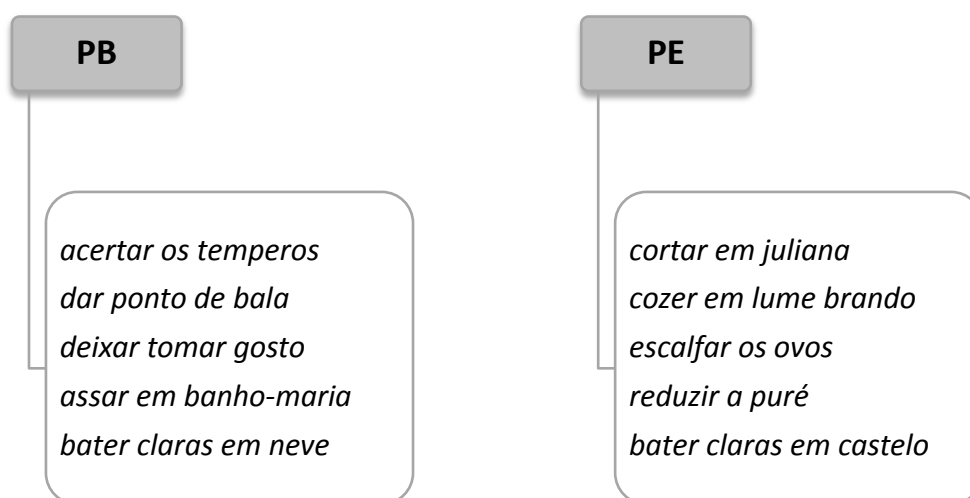 PB
acertar os temperos
dar ponto de bala
deixar tomar gosto
assar em banho-maria
bater claras em neve
PE
cortar em juliana
cozer em lume brando
escalfar os ovos
reduzir a puré
bater claras em castelo